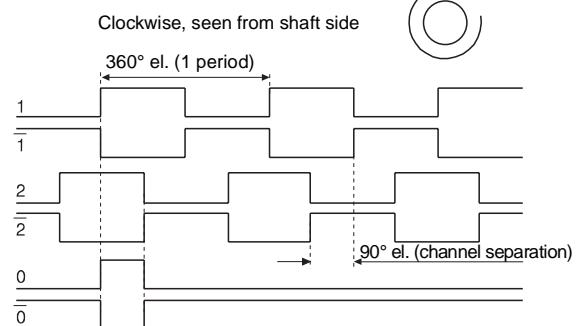 Clockwise, seen from shaft side
360° el. (1 period)
1
1̅
2
2̅
90° el. (channel separation)
0
0̅